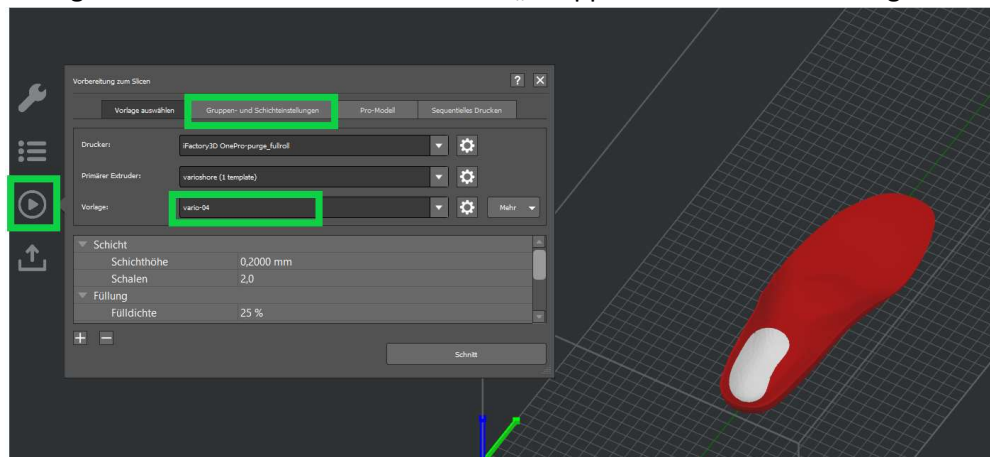 Vorbereitung zum Slicen ? X
Vorlage auswählen Gruppen- und Schichteinstellungen Pro-Modell Sequentielles Drucken
Drucker: iFactory3D OnePro-purge_fullroll
Primärer Extruder: varioshore (1 template)
Vorlage: vario-04 Mehr
Schicht
Schichthöhe 0,2000 mm
Schalen 2,0
Füllung
Fülldichte 25 %
Schnitt